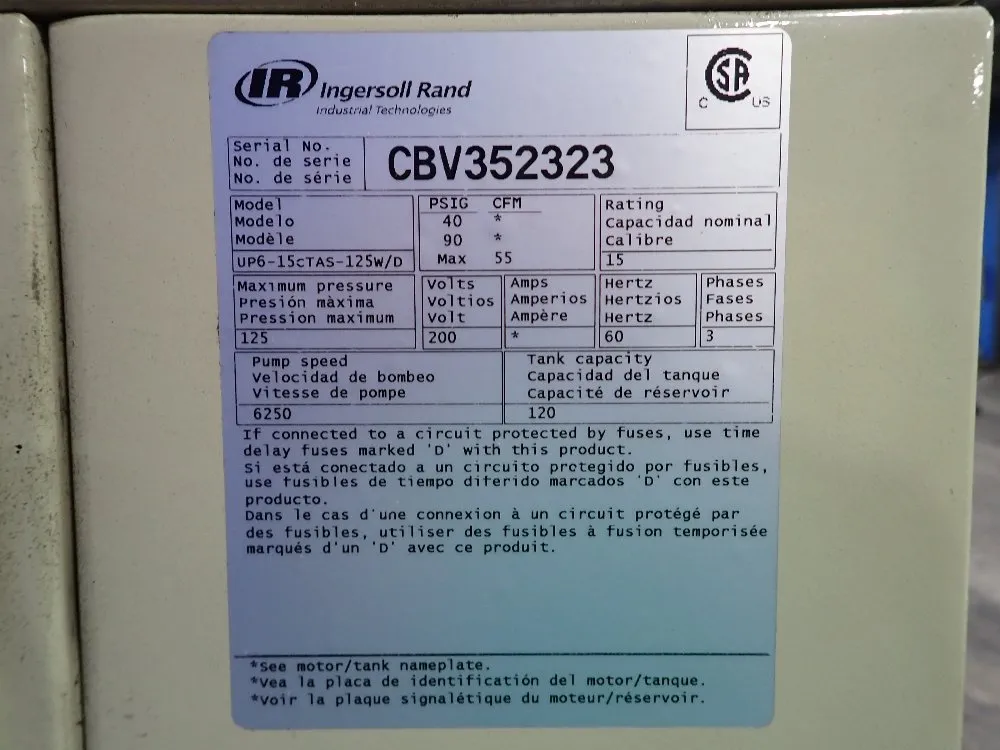 IR Ingersoll Rand
Industrial Technologies
C SA US
Serial No.
No. de serie
No. de série
CBV352323
Model
Modelo
Modèle
UP6-15cTAS-125W/D
PSIG CFM
40 *
90 *
Max 55
Rating
Capacidad nominal
Calibre
15
Maximum pressure
Presión màxima
Pression maximum
125
Volts
Voltios
Volt
200
Amps
Amperios
Ampère
*
Hertz
Hertzios
Hertz
60
Phases
Fases
Phases
3
Pump speed
Velocidad de bombeo
Vitesse de pompe
6250
Tank capacity
Capacidad del tanque
Capacité de réservoir
120
If connected to a circuit protected by fuses, use time
delay fuses marked 'D' with this product.
Si está conectado a un circuito protegido por fusibles,
use fusibles de tiempo diferido marcados 'D' con este
producto.
Dans le cas d'une connexion à un circuit protégé par
des fusibles, utiliser des fusibles à fusion temporisée
marqués d'un 'D' avec ce produit.
*See motor/tank nameplate.
*Vea la placa de identificatión del motor/tanque.
*Voir la plaque signalétique du moteur/réservoir.